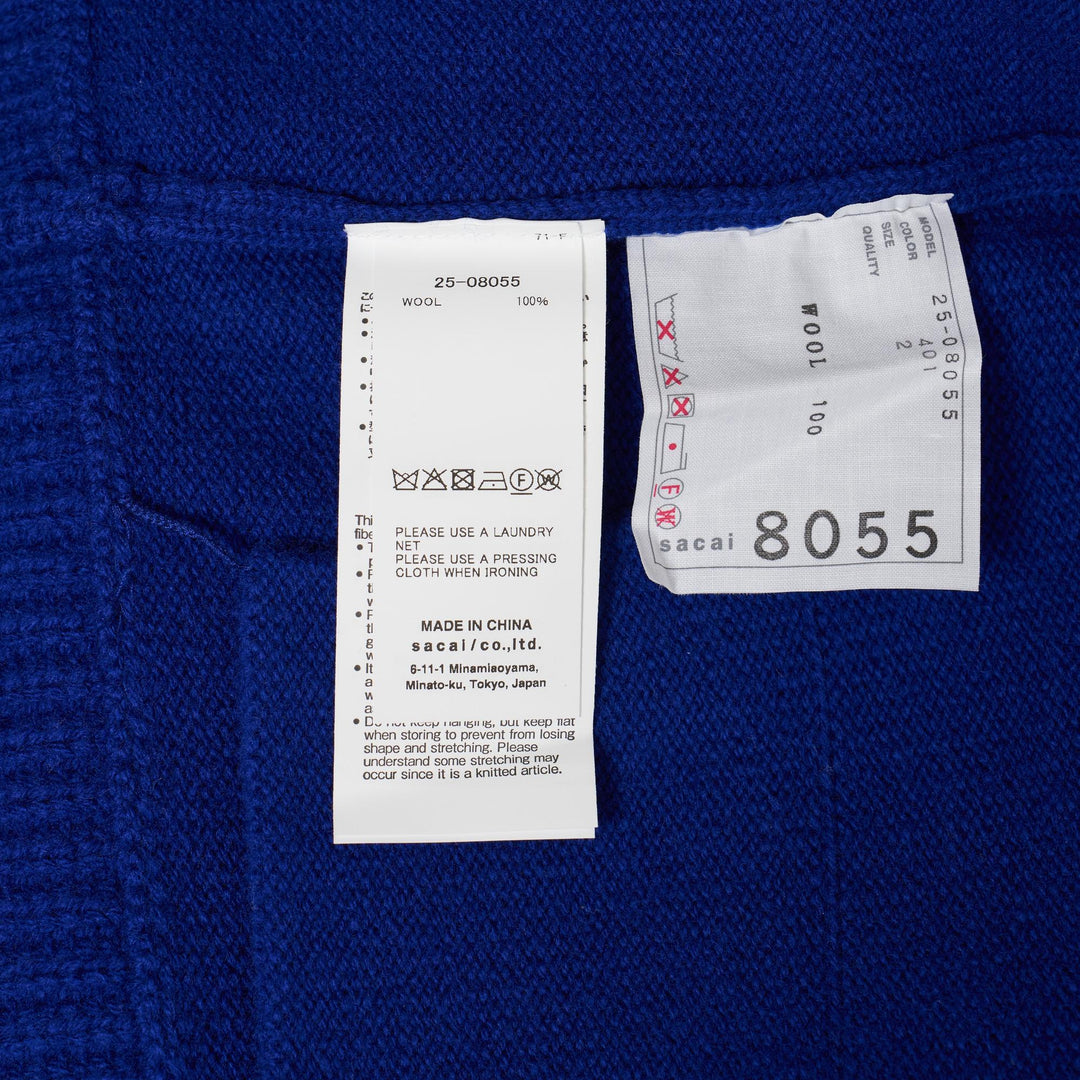 71-F
25-08055
WOOL 100%
PLEASE USE A LAUNDRY
NET
PLEASE USE A PRESSING
CLOTH WHEN IRONING
MADE IN CHINA
sacai/co.,ltd.
6-11-1 Minamiaoyama,
Minato-ku, Tokyo, Japan
Thi
fibe
• Do not keep hanging, but keep flat
when storing to prevent from losing
shape and stretching. Please
understand some stretching may
occur since it is a knitted article.
MODEL 25-08055
COLOR 401
SIZE 2
QUALITY
WOOL 100
sacai 8055